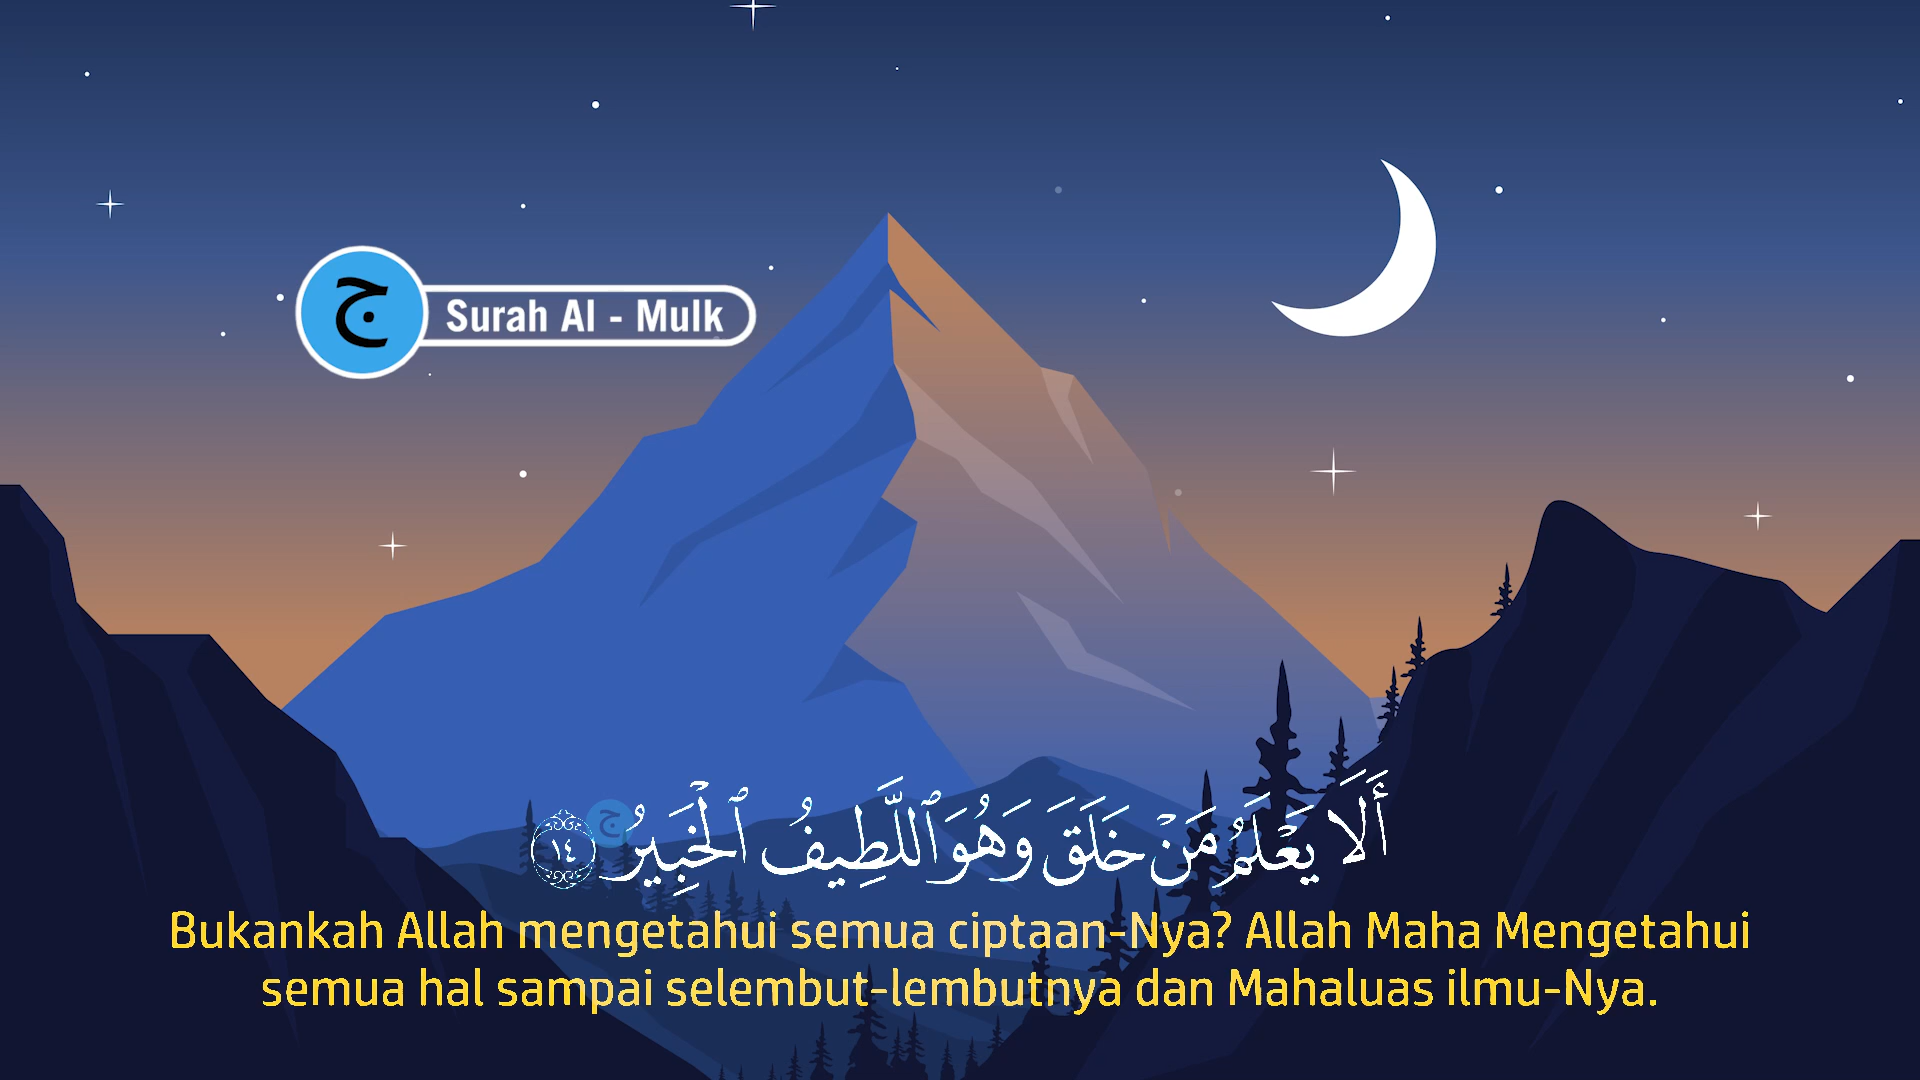 ج
Surah Al - Mulk
أَلَا يَعْلَمُ مَنْ خَلَقَ وَهُوَ ٱللَّطِيفُ ٱلْخَبِيرُ ١٤
ج
Bukankah Allah mengetahui semua ciptaan-Nya? Allah Maha Mengetahui
semua hal sampai selembut-lembutnya dan Mahaluas ilmu-Nya.